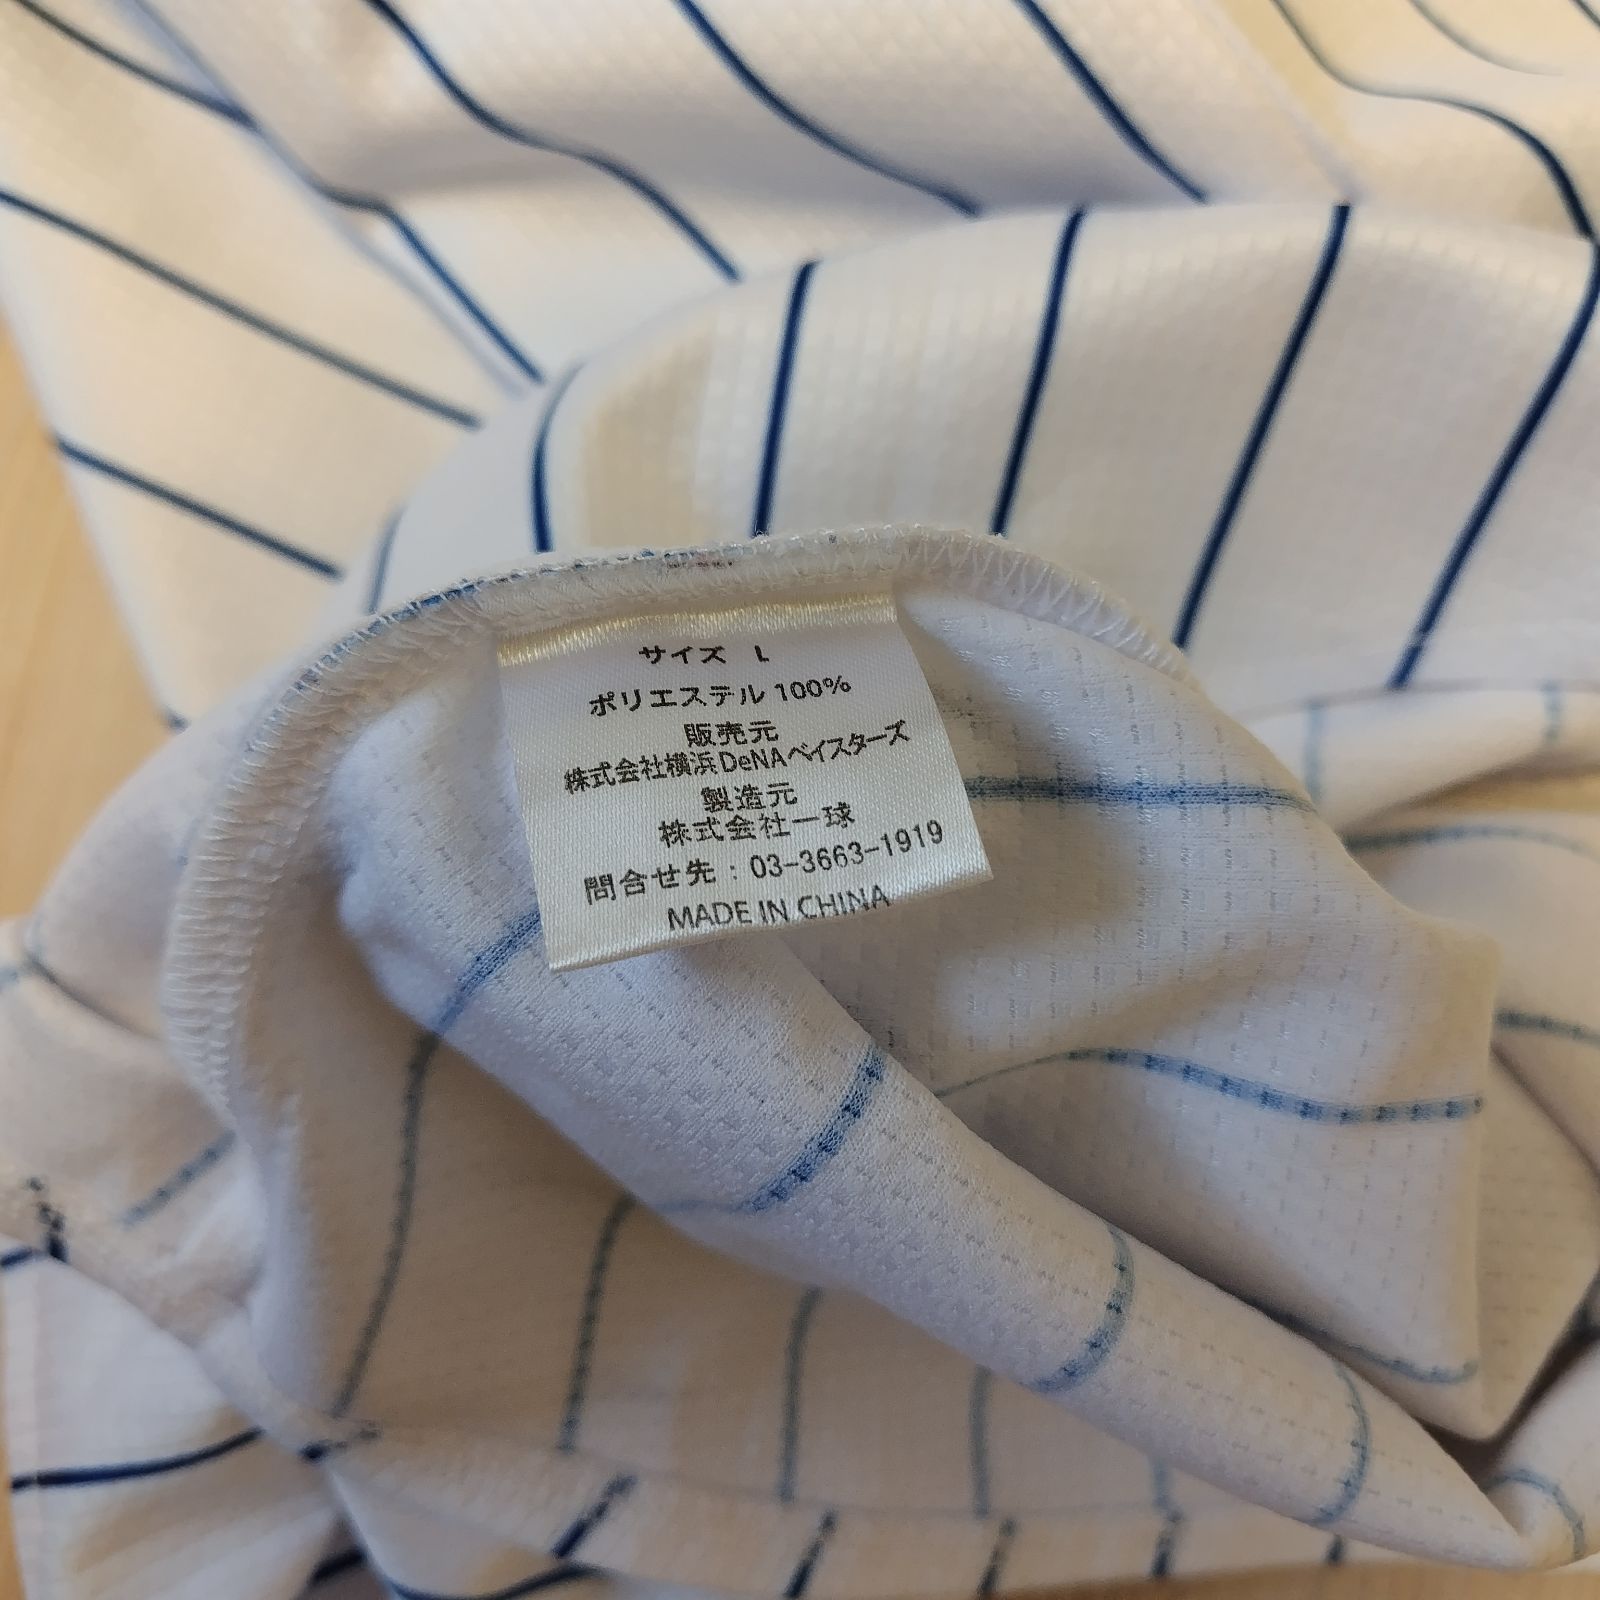 サイズ L
ポリエステル 100%
販売元
株式会社横浜DeNAベイスターズ
製造元
株式会社一球
問合せ先：03-3663-1919
MADE IN CHINA